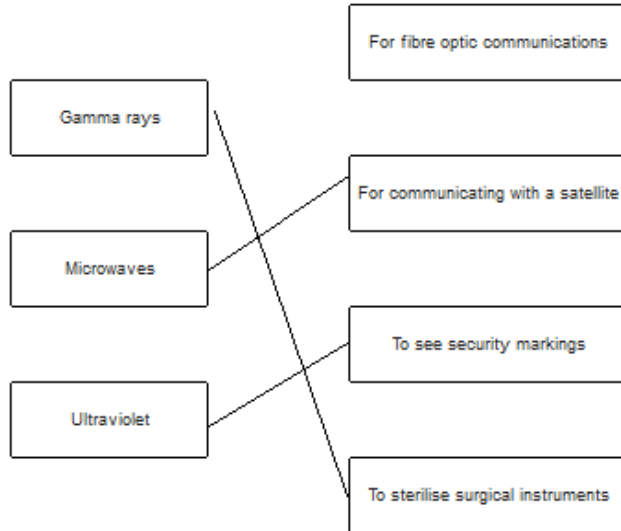 For fibre optic communications
Gamma rays
For communicating with a satellite
Microwaves
To see security markings
Ultraviolet
To sterilise surgical instruments